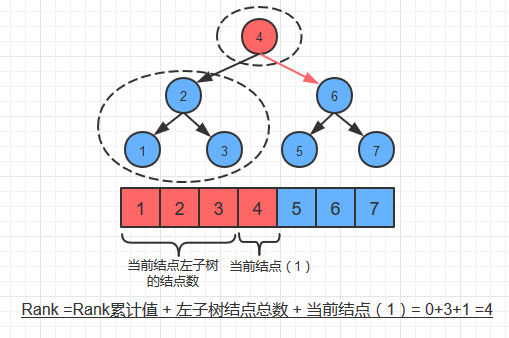 4
2 6
1 3 5 7
1 2 3 4 5 6 7
当前结点左子树 当前结点（1）
的结点数
Rank =Rank累计值 + 左子树结点总数 + 当前结点（1）= 0+3+1 =4